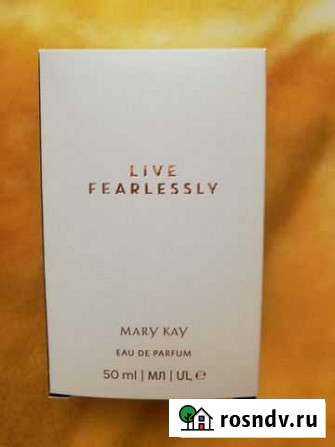 LIVE
FEARLESSLY
MARY KAY
EAU DE PARFUM
50 ml | МЛ | UL ℮
rosndv.ru